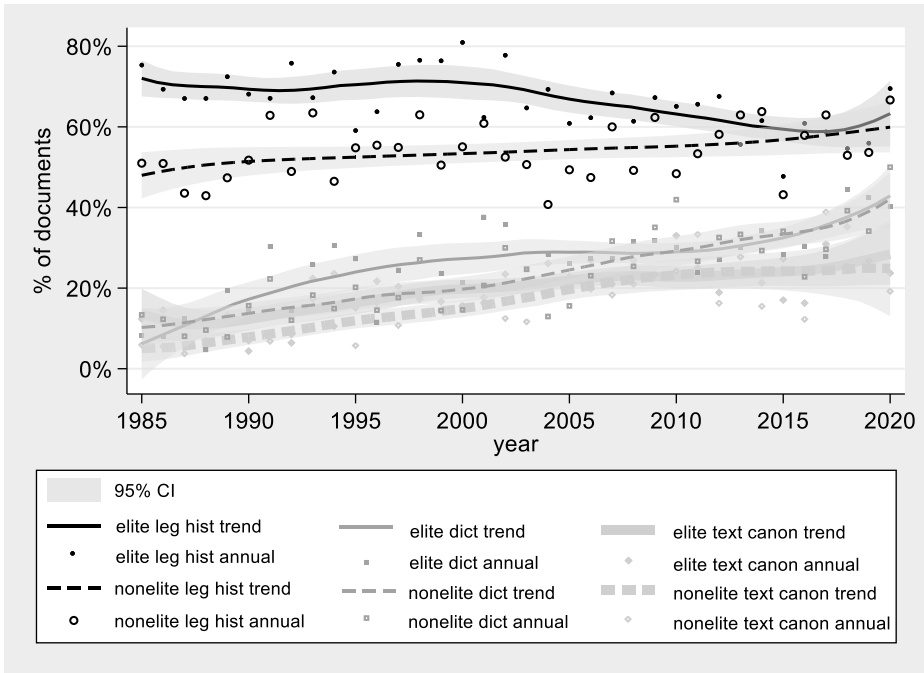 80%
60%
40%
20%
0%
% of documents
1985 1990 1995 2000 2005 2010 2015 2020
year
95% CI
elite leg hist trend
elite leg hist annual
nonelite leg hist trend
nonelite leg hist annual
elite dict trend
elite dict annual
nonelite dict trend
nonelite dict annual
elite text canon trend
elite text canon annual
nonelite text canon trend
nonelite text canon annual